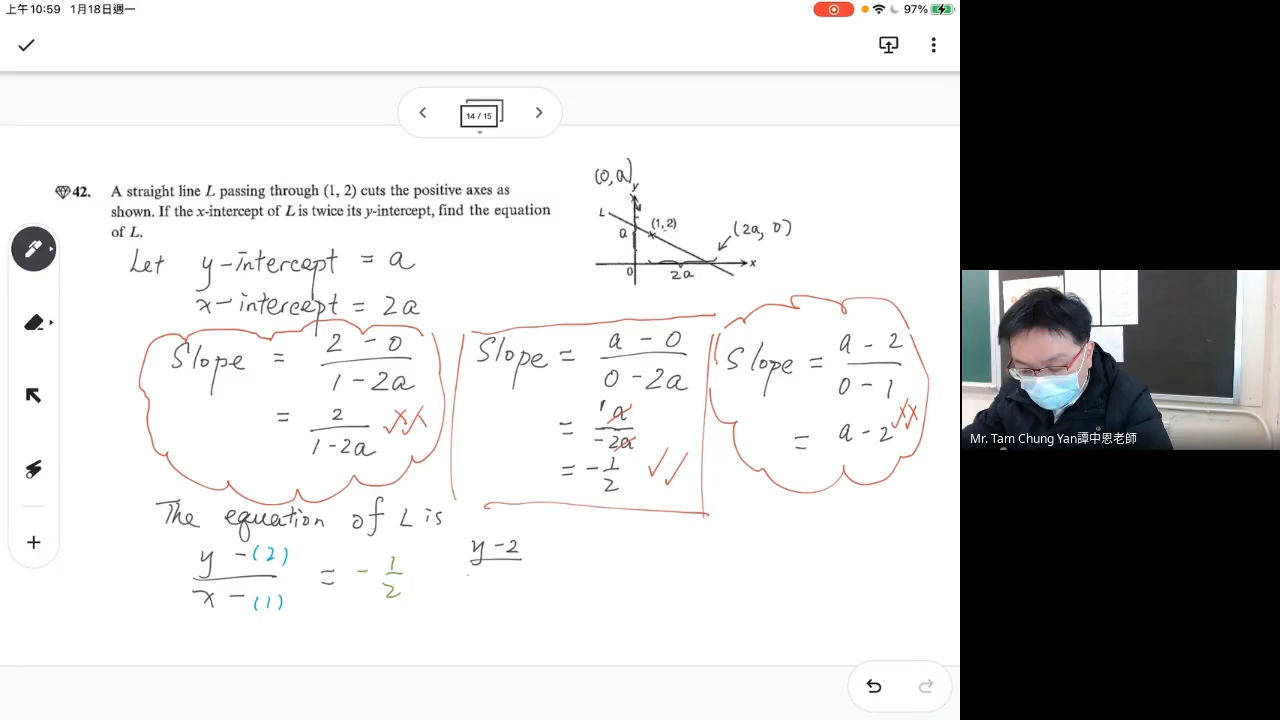 上午10:59 1月18日週一
97%
14 / 15
42. A straight line L passing through (1, 2) cuts the positive axes as
shown. If the x-intercept of L is twice its y-intercept, find the equation
of L.
(0, a)
y
L
(1, 2)
a
(2a, 0)
0
2a
x
Let y-intercept = a
x-intercept = 2a
Slope = 2 - 0
1 - 2a
= 2
1 - 2a
Slope = a - 0
0 - 2a
= 1 a
- 2a
= - 1
2
Slope = a - 2
0 - 1
= a - 2
The equation of L is
y - (2)
x - (1)
= - 1
2
y - 2
Mr. Tam Chung Yan譚中恩老師